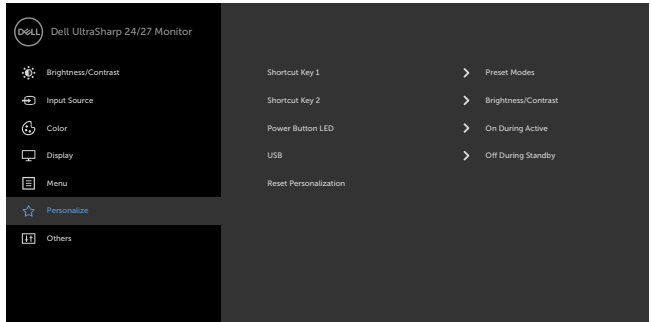 DELL Dell UltraSharp 24/27 Monitor
Brightness/Contrast
Input Source
Color
Display
Menu
Personalize
Others
Shortcut Key 1 Preset Modes
Shortcut Key 2 Brightness/Contrast
Power Button LED On During Active
USB Off During Standby
Reset Personalization